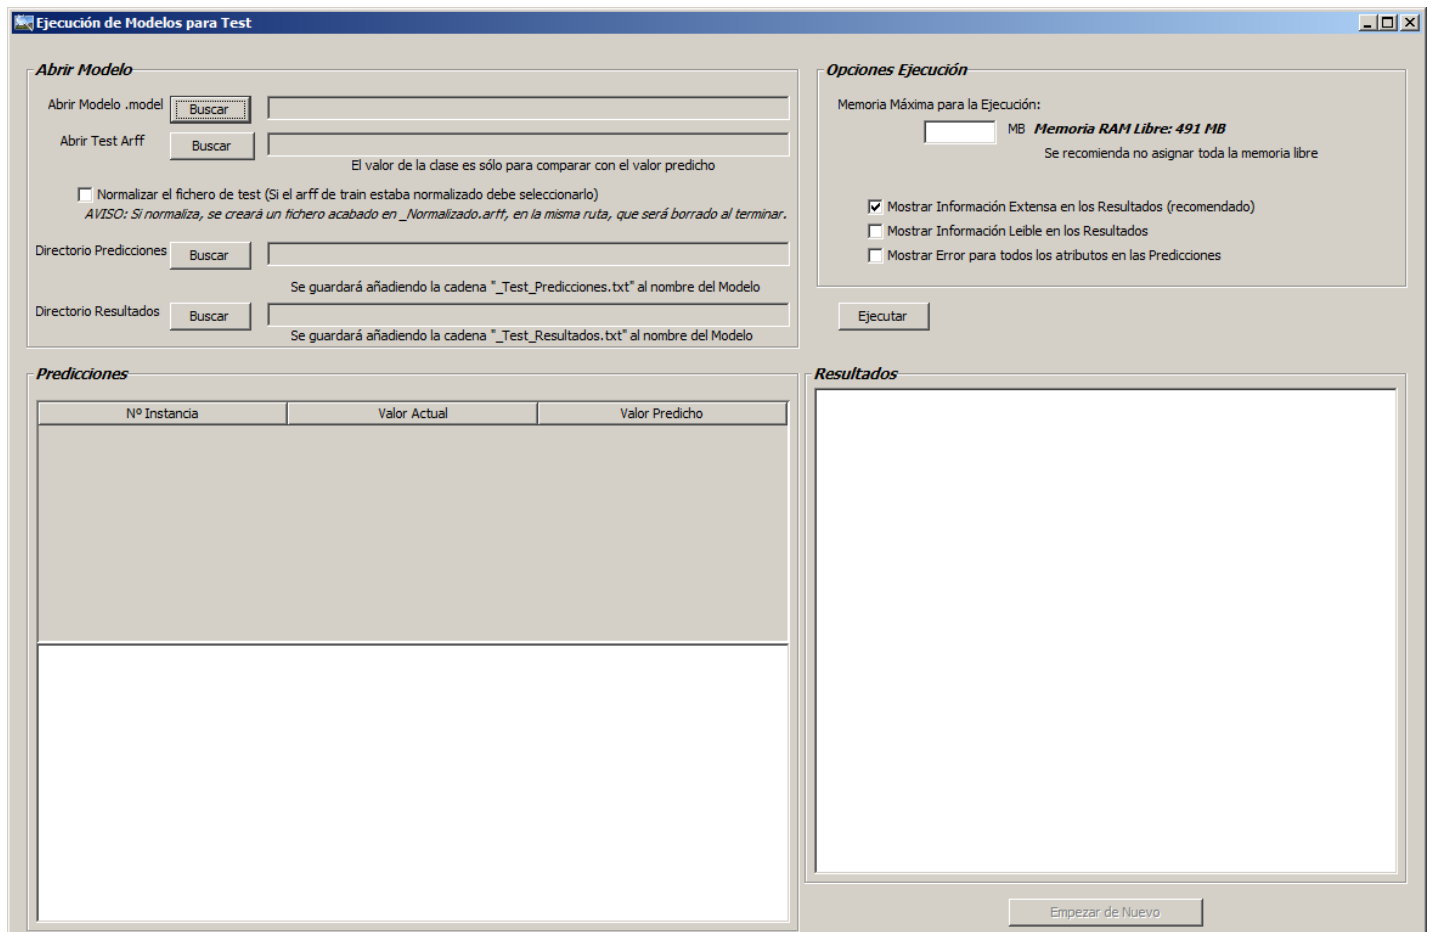 Ejecución de Modelos para Test
Abrir Modelo
Abrir Modelo .model Buscar
Abrir Test Arff Buscar
El valor de la clase es sólo para comparar con el valor predicho
Normalizar el fichero de test (Si el arff de train estaba normalizado debe seleccionarlo)
AVISO: Si normaliza, se creará un fichero acabado en _Normalizado.arff, en la misma ruta, que será borrado al terminar.
Directorio Predicciones Buscar
Se guardará añadiendo la cadena "_Test_Predicciones.txt" al nombre del Modelo
Directorio Resultados Buscar
Se guardará añadiendo la cadena "_Test_Resultados.txt" al nombre del Modelo
Opciones Ejecución
Memoria Máxima para la Ejecución:
MB Memoria RAM Libre: 491 MB
Se recomienda no asignar toda la memoria libre
Mostrar Información Extensa en los Resultados (recomendado)
Mostrar Información Leible en los Resultados
Mostrar Error para todos los atributos en las Predicciones
Ejecutar
Predicciones
Nº Instancia Valor Actual Valor Predicho
Resultados
Empezar de Nuevo